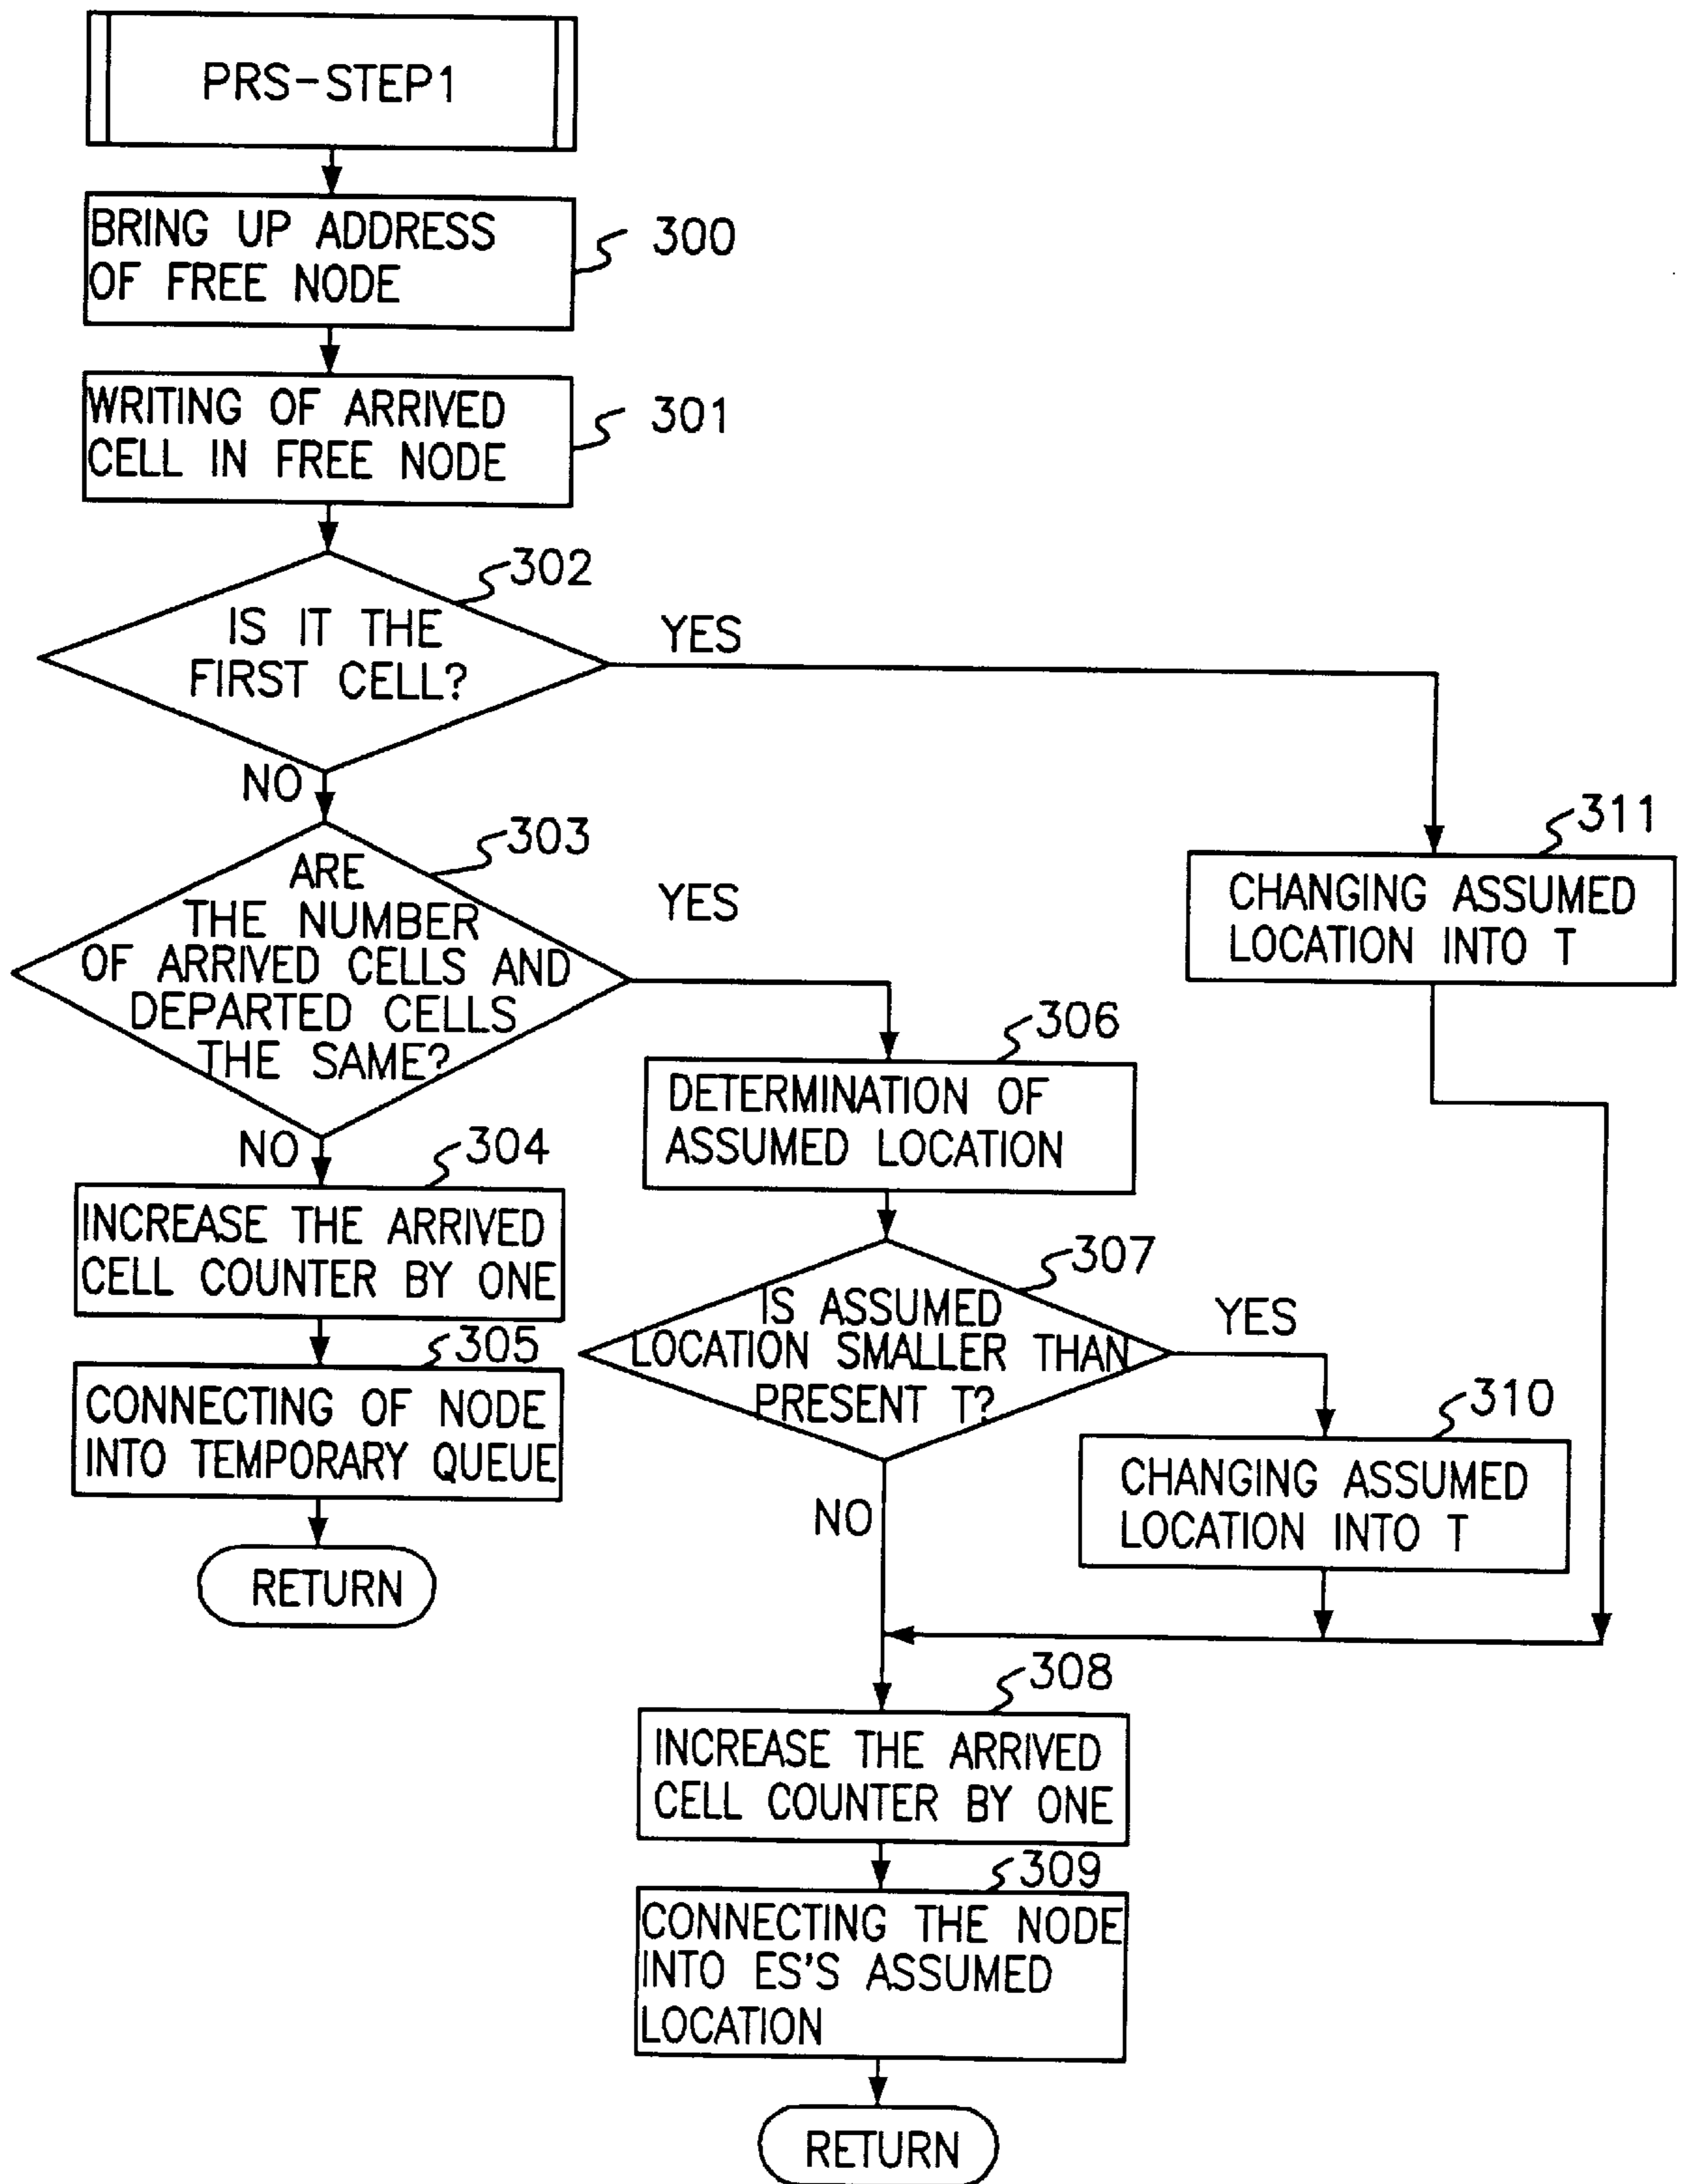 PRS-STEP1
BRING UP ADDRESS
OF FREE NODE
300
WRITING OF ARRIVED
CELL IN FREE NODE
301
302
IS IT THE
FIRST CELL?
YES
NO
303
ARE
THE NUMBER
OF ARRIVED CELLS AND
DEPARTED CELLS
THE SAME?
YES
NO
311
CHANGING ASSUMED
LOCATION INTO T
304
INCREASE THE ARRIVED
CELL COUNTER BY ONE
305
CONNECTING OF NODE
INTO TEMPORARY QUEUE
RETURN
306
DETERMINATION OF
ASSUMED LOCATION
307
IS ASSUMED
LOCATION SMALLER THAN
PRESENT T?
YES
NO
310
CHANGING ASSUMED
LOCATION INTO T
308
INCREASE THE ARRIVED
CELL COUNTER BY ONE
309
CONNECTING THE NODE
INTO ES'S ASSUMED
LOCATION
RETURN